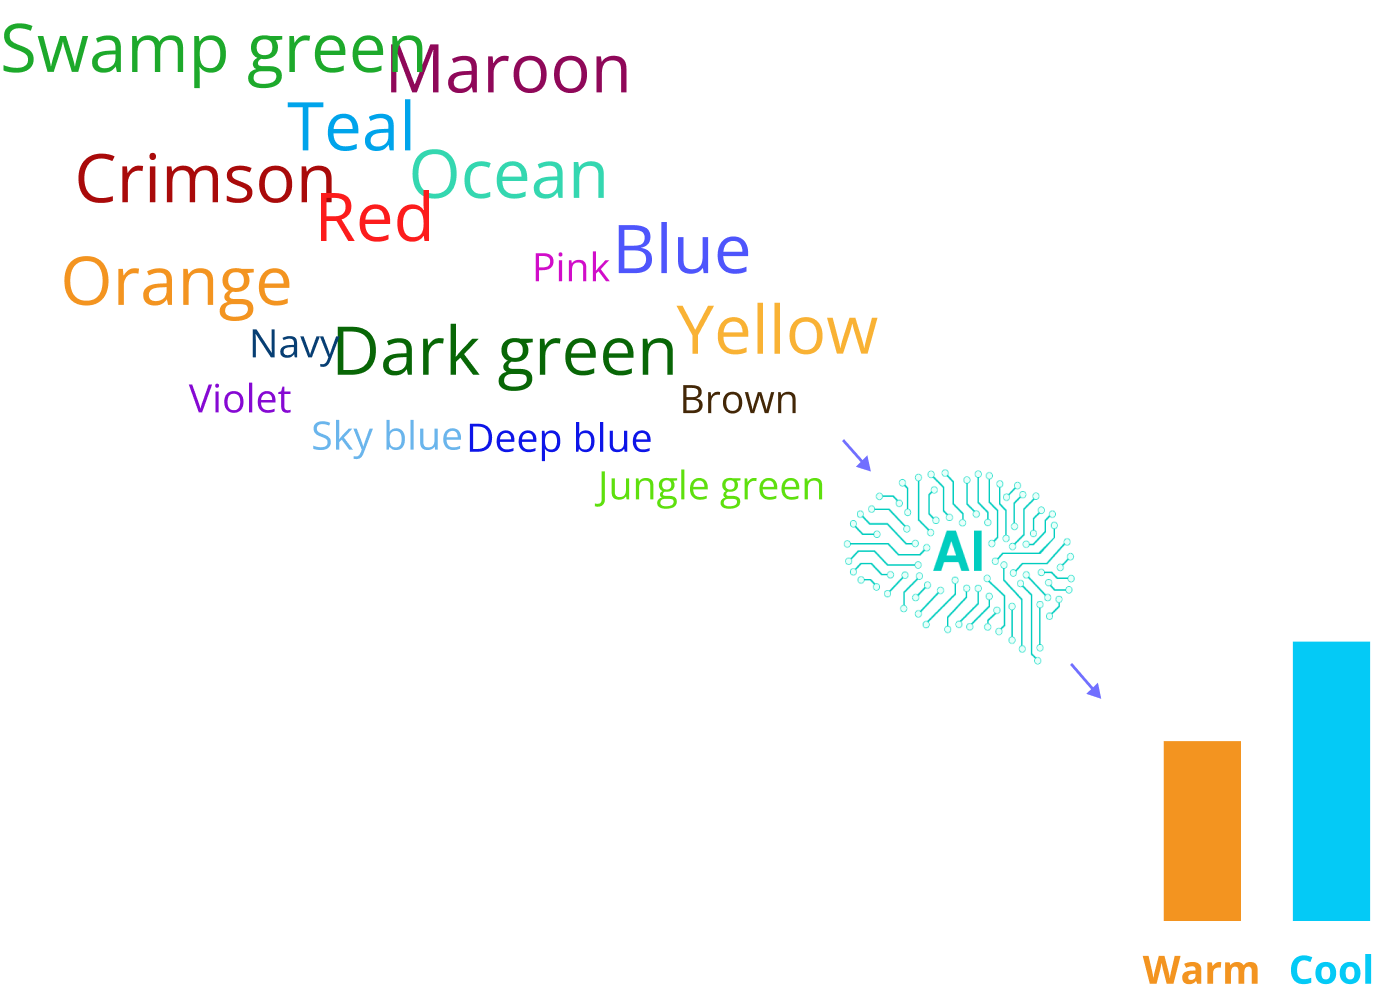 Swamp green
Maroon
Teal
Crimson
Ocean
Red
Blue
Pink
Orange
Yellow
Navy
Dark green
Violet
Brown
Sky blue
Deep blue
Jungle green
AI
Warm
Cool